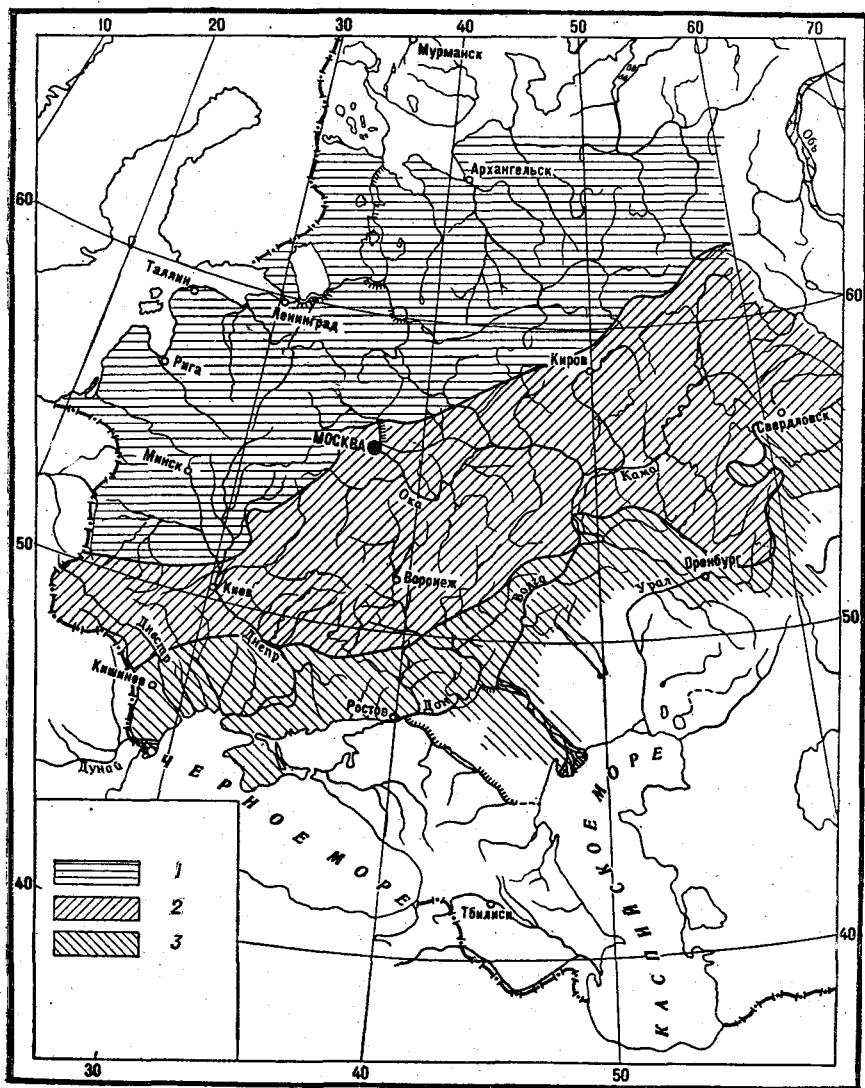 10 20 30 40 50 60 70
Мурманск
Обь
Архангельск
60
Таллин
60
Ленинград
Рига
Киров
МОСКВА
Свердловск
Минск
Кама
Ока
50
Воронеж
Волга
Оренбург
Урал
Киев
50
Днестр
Днепр
Кишинев
Ростов
Дон
Дунай
ЧЕРНОЕ МОРЕ
КАСПИЙСКОЕ МОРЕ
1
2
3
40
Тбилиси
40
30 40 50